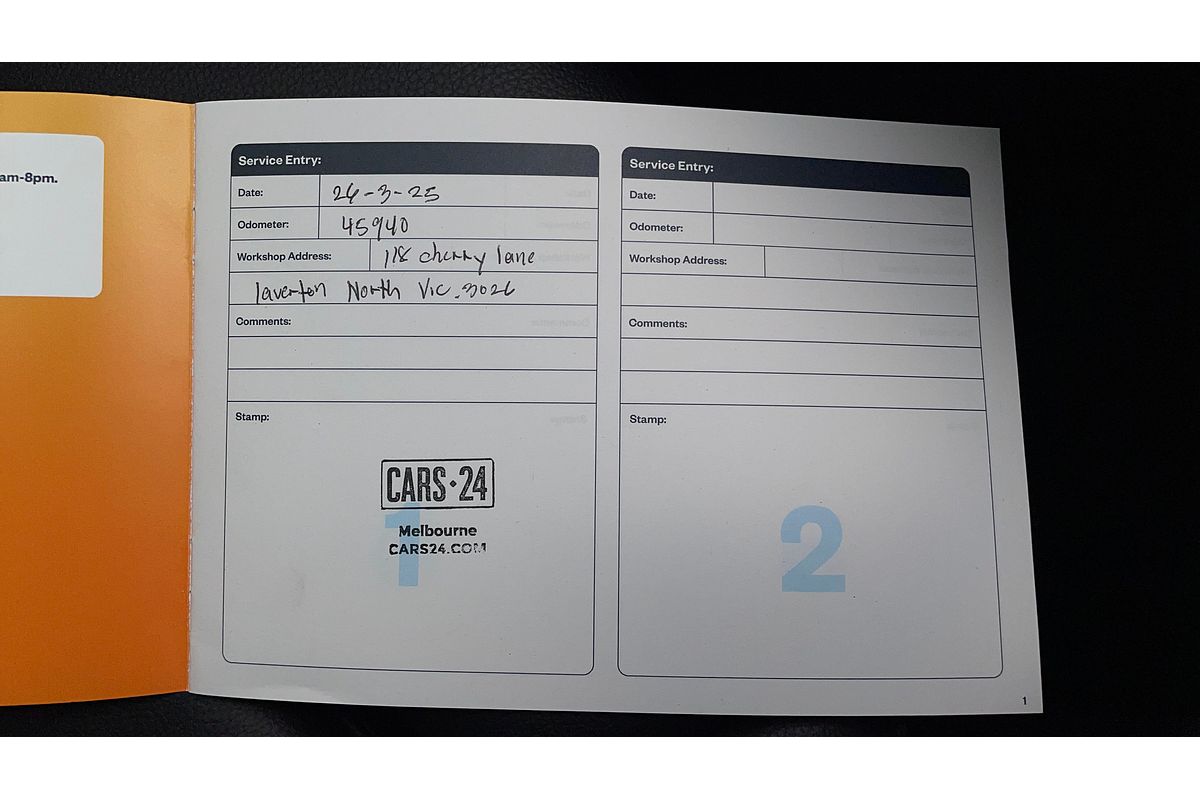 am-8pm.
Service Entry:
Date: 26-3-25
Odometer: 45940
Workshop Address: 118 cherry lane
laverton North Vic. 3026
Comments:
Stamp:
CARS·24
Melbourne
CARS24.COM
1
Service Entry:
Date:
Odometer:
Workshop Address:
Comments:
Stamp:
2
1